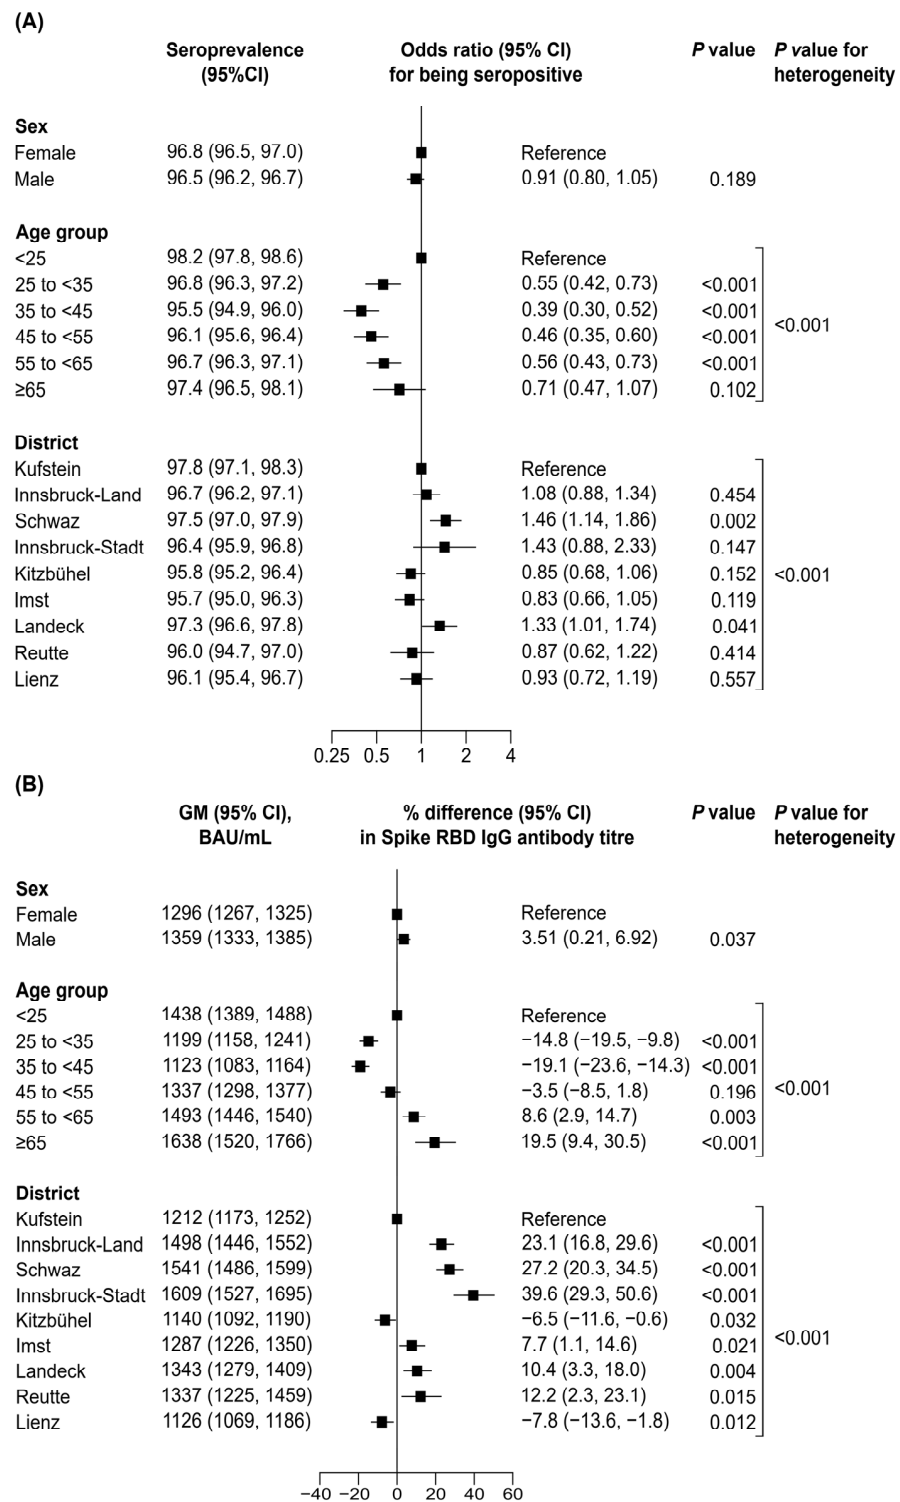 (A)
Seroprevalence (95%CI) Odds ratio (95% CI) for being seropositive P value P value for heterogeneity
Sex
Female 96.8 (96.5, 97.0) Reference
Male 96.5 (96.2, 96.7) 0.91 (0.80, 1.05) 0.189
Age group
<25 98.2 (97.8, 98.6) Reference
25 to <35 96.8 (96.3, 97.2) 0.55 (0.42, 0.73) <0.001
35 to <45 95.5 (94.9, 96.0) 0.39 (0.30, 0.52) <0.001
<0.001
45 to <55 96.1 (95.6, 96.4) 0.46 (0.35, 0.60) <0.001
55 to <65 96.7 (96.3, 97.1) 0.56 (0.43, 0.73) <0.001
≥65 97.4 (96.5, 98.1) 0.71 (0.47, 1.07) 0.102
District
Kufstein 97.8 (97.1, 98.3) Reference
Innsbruck-Land 96.7 (96.2, 97.1) 1.08 (0.88, 1.34) 0.454
Schwaz 97.5 (97.0, 97.9) 1.46 (1.14, 1.86) 0.002
Innsbruck-Stadt 96.4 (95.9, 96.8) 1.43 (0.88, 2.33) 0.147
Kitzbühel 95.8 (95.2, 96.4) 0.85 (0.68, 1.06) 0.152 <0.001
Imst 95.7 (95.0, 96.3) 0.83 (0.66, 1.05) 0.119
Landeck 97.3 (96.6, 97.8) 1.33 (1.01, 1.74) 0.041
Reutte 96.0 (94.7, 97.0) 0.87 (0.62, 1.22) 0.414
Lienz 96.1 (95.4, 96.7) 0.93 (0.72, 1.19) 0.557
0.25 0.5 1 2 4
(B)
GM (95% CI), BAU/mL % difference (95% CI) in Spike RBD IgG antibody titre P value P value for heterogeneity
Sex
Female 1296 (1267, 1325) Reference
Male 1359 (1333, 1385) 3.51 (0.21, 6.92) 0.037
Age group
<25 1438 (1389, 1488) Reference
25 to <35 1199 (1158, 1241) −14.8 (−19.5, −9.8) <0.001
35 to <45 1123 (1083, 1164) −19.1 (−23.6, −14.3) <0.001
45 to <55 1337 (1298, 1377) −3.5 (−8.5, 1.8) 0.196 <0.001
55 to <65 1493 (1446, 1540) 8.6 (2.9, 14.7) 0.003
≥65 1638 (1520, 1766) 19.5 (9.4, 30.5) <0.001
District
Kufstein 1212 (1173, 1252) Reference
Innsbruck-Land 1498 (1446, 1552) 23.1 (16.8, 29.6) <0.001
Schwaz 1541 (1486, 1599) 27.2 (20.3, 34.5) <0.001
Innsbruck-Stadt 1609 (1527, 1695) 39.6 (29.3, 50.6) <0.001
Kitzbühel 1140 (1092, 1190) −6.5 (−11.6, −0.6) 0.032
<0.001
Imst 1287 (1226, 1350) 7.7 (1.1, 14.6) 0.021
Landeck 1343 (1279, 1409) 10.4 (3.3, 18.0) 0.004
Reutte 1337 (1225, 1459) 12.2 (2.3, 23.1) 0.015
Lienz 1126 (1069, 1186) −7.8 (−13.6, −1.8) 0.012
−40 −20 0 20 40 60